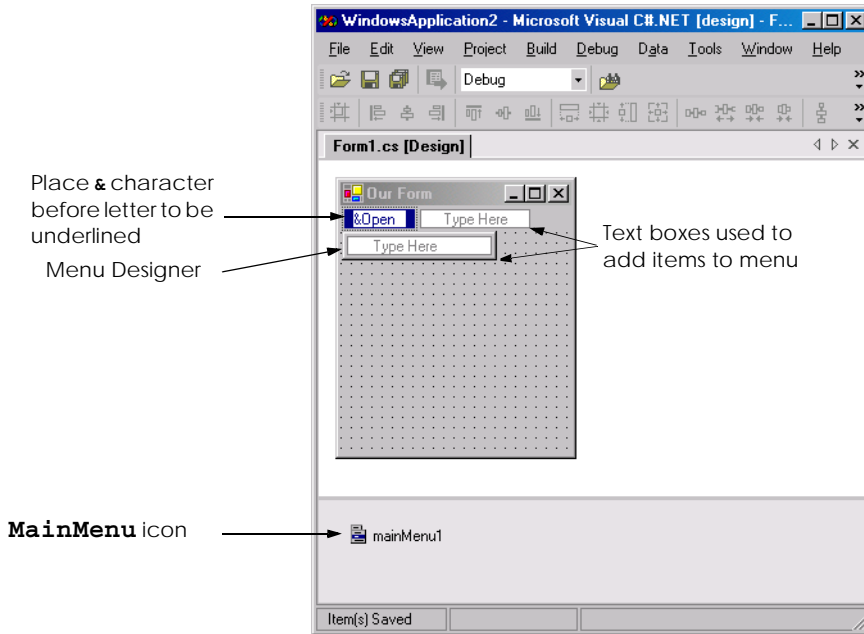 WindowsApplication2 - Microsoft Visual C#.NET [design] - F...
File Edit View Project Build Debug Data Tools Window Help
Debug
Form1.cs [Design]
Our Form
&Open Type Here
Type Here
Place & character
before letter to be
underlined
Menu Designer
Text boxes used to
add items to menu
MainMenu icon
mainMenu1
Item(s) Saved